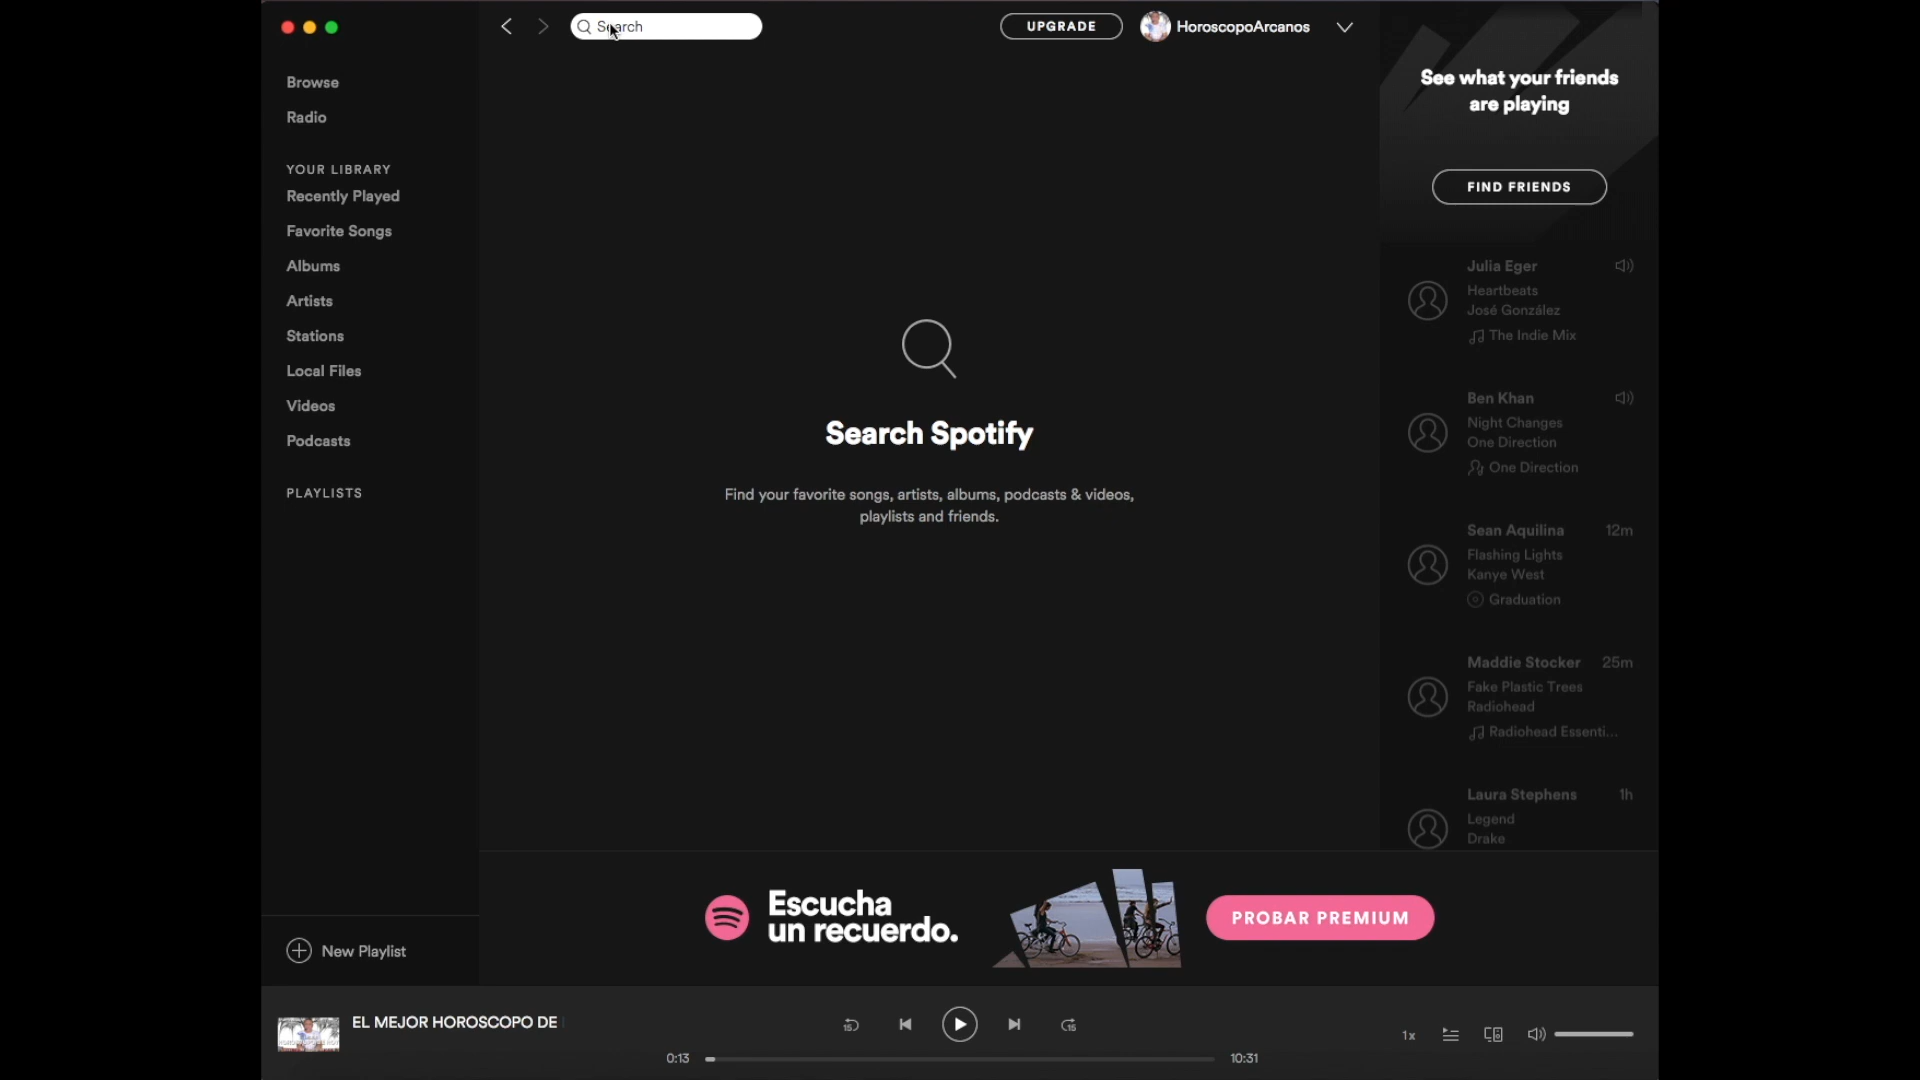 Search
UPGRADE
HoroscopoArcanos
Browse
Radio
YOUR LIBRARY
Recently Played
Favorite Songs
Albums
Artists
Stations
Local Files
Videos
Podcasts
PLAYLISTS
New Playlist
Search Spotify
Find your favorite songs, artists, albums, podcasts & videos,
playlists and friends.
See what your friends
are playing
FIND FRIENDS
Julia Eger
Heartbeats
José González
The Indie Mix
Ben Khan
Night Changes
One Direction
One Direction
Sean Aquilina 12m
Flashing Lights
Kanye West
Graduation
Maddie Stocker 25m
Fake Plastic Trees
Radiohead
Radiohead Essenti...
Laura Stephens 1h
Legend
Drake
Escucha
un recuerdo.
PROBAR PREMIUM
EL MEJOR HOROSCOPO DE
15
15
0:13
10:31
1x